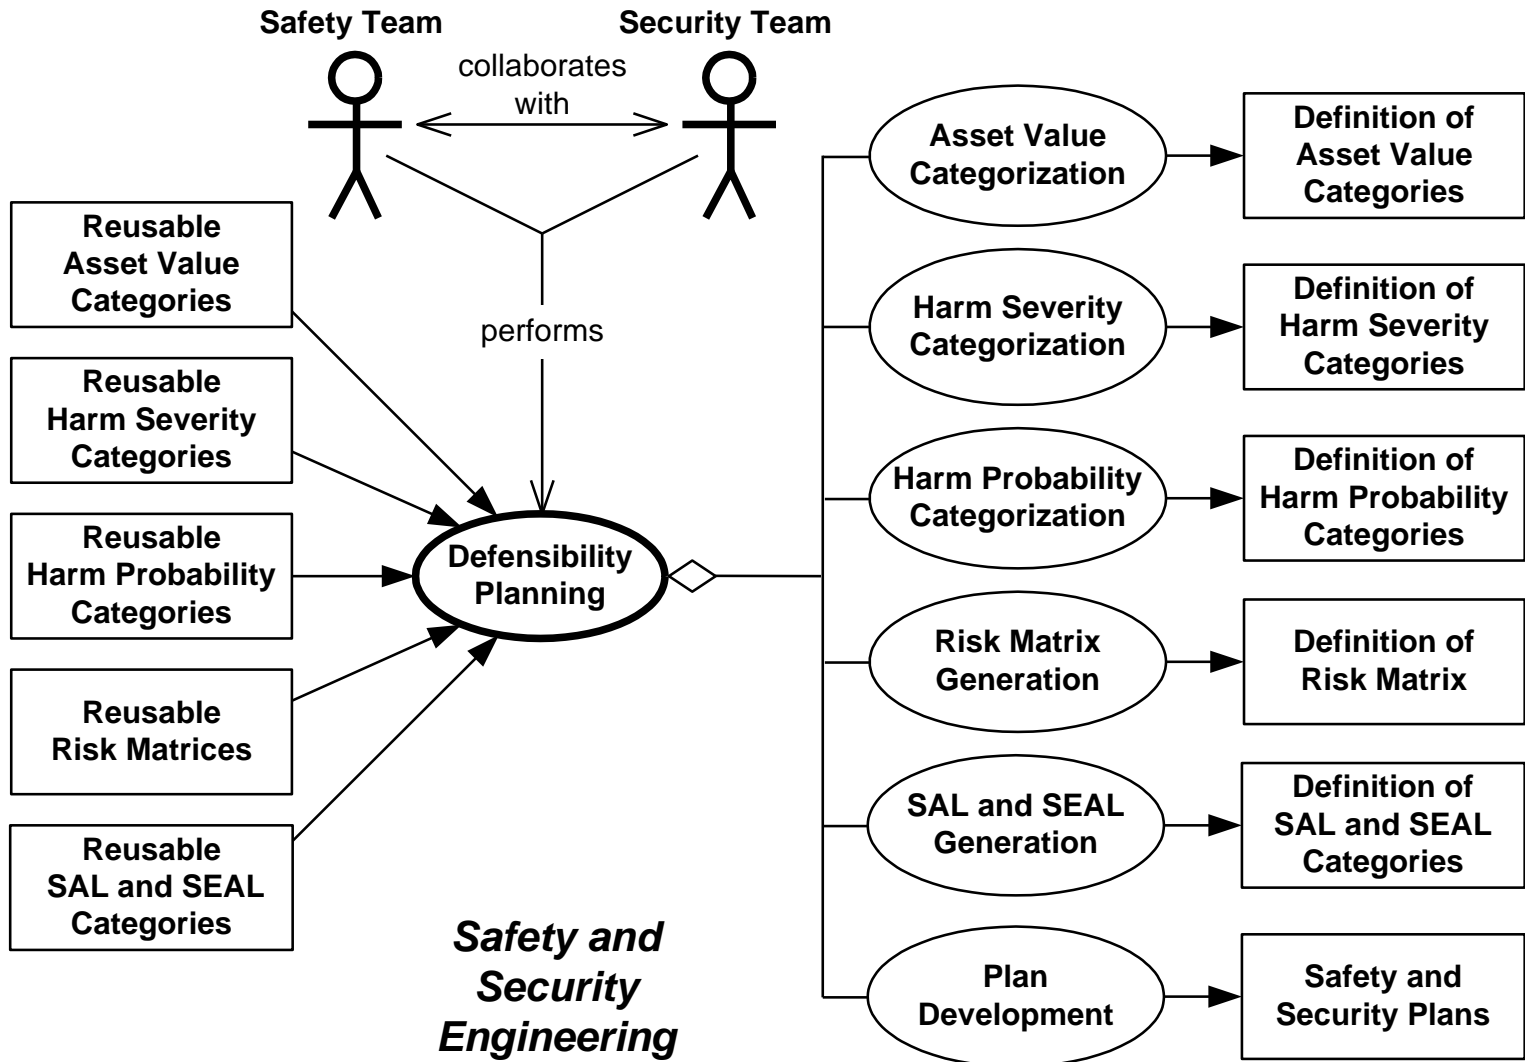 Safety Team
Security Team
collaborates
with
performs
Reusable
Asset Value
Categories
Reusable
Harm Severity
Categories
Reusable
Harm Probability
Categories
Reusable
Risk Matrices
Reusable
SAL and SEAL
Categories
Defensibility
Planning
Asset Value
Categorization
Definition of
Asset Value
Categories
Harm Severity
Categorization
Definition of
Harm Severity
Categories
Harm Probability
Categorization
Definition of
Harm Probability
Categories
Risk Matrix
Generation
Definition of
Risk Matrix
SAL and SEAL
Generation
Definition of
SAL and SEAL
Categories
Plan
Development
Safety and
Security Plans
Safety and
Security
Engineering